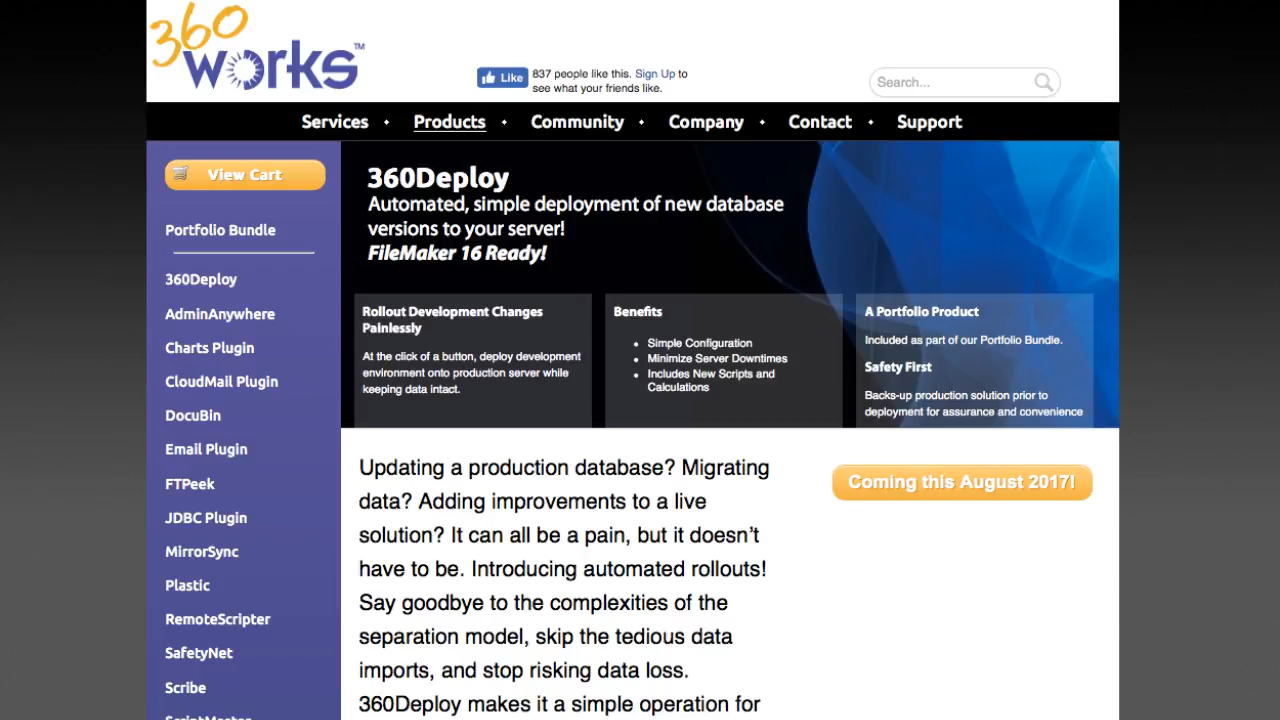 360
works™
Like
837 people like this. Sign Up to
see what your friends like.
Search...
Services • Products • Community • Company • Contact • Support
View Cart
Portfolio Bundle
360Deploy
AdminAnywhere
Charts Plugin
CloudMail Plugin
DocuBin
Email Plugin
FTPeek
JDBC Plugin
MirrorSync
Plastic
RemoteScripter
SafetyNet
Scribe
ScriptMaster
360Deploy
Automated, simple deployment of new database
versions to your server!
FileMaker 16 Ready!
Rollout Development Changes
Painlessly
At the click of a button, deploy development
environment onto production server while
keeping data intact.
Benefits
• Simple Configuration
• Minimize Server Downtimes
• Includes New Scripts and
Calculations
A Portfolio Product
Included as part of our Portfolio Bundle.
Safety First
Backs-up production solution prior to
deployment for assurance and convenience
Updating a production database? Migrating
data? Adding improvements to a live
solution? It can all be a pain, but it doesn't
have to be. Introducing automated rollouts!
Say goodbye to the complexities of the
separation model, skip the tedious data
imports, and stop risking data loss.
360Deploy makes it a simple operation for
Coming this August 2017!